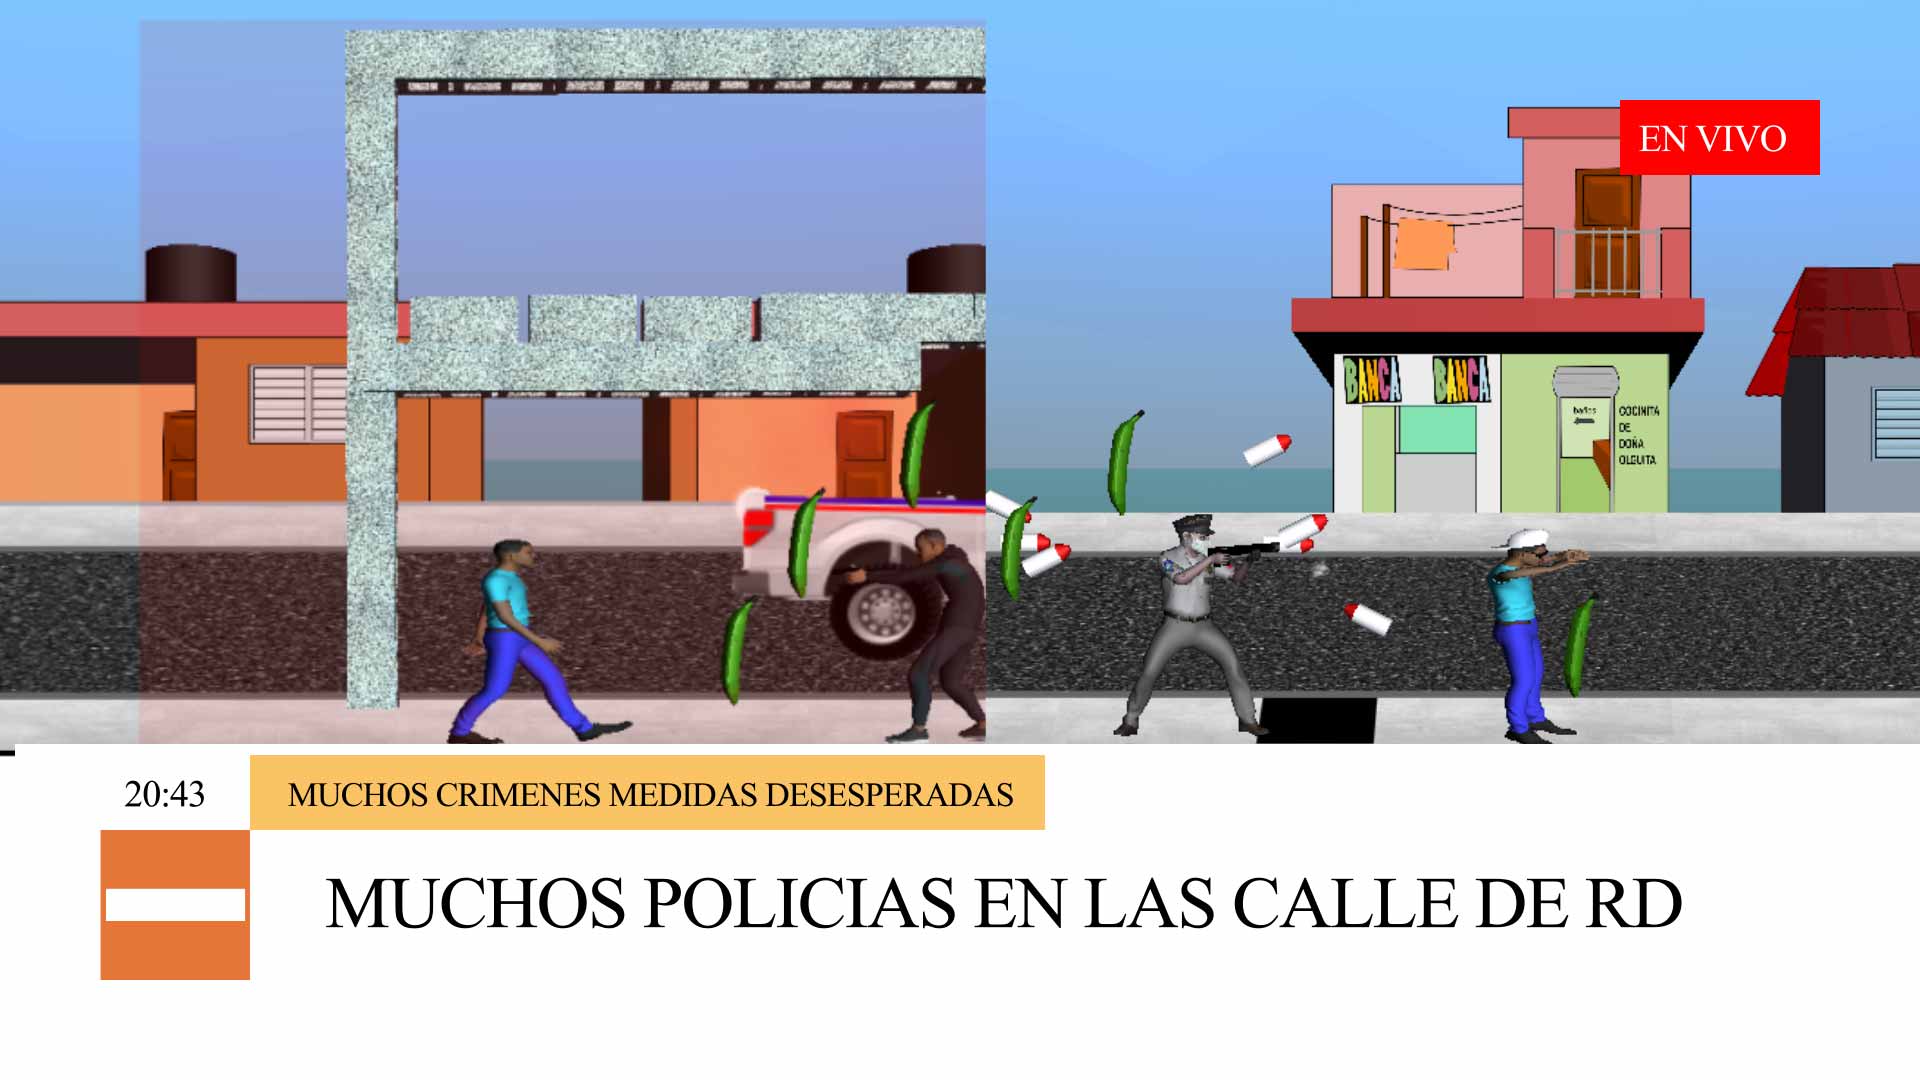 EN VIVO
BANCA BANCA
baños
COCINITA
DE
DOÑA
OLGUITA
20:43
MUCHOS CRIMENES MEDIDAS DESESPERADAS
MUCHOS POLICIAS EN LAS CALLE DE RD